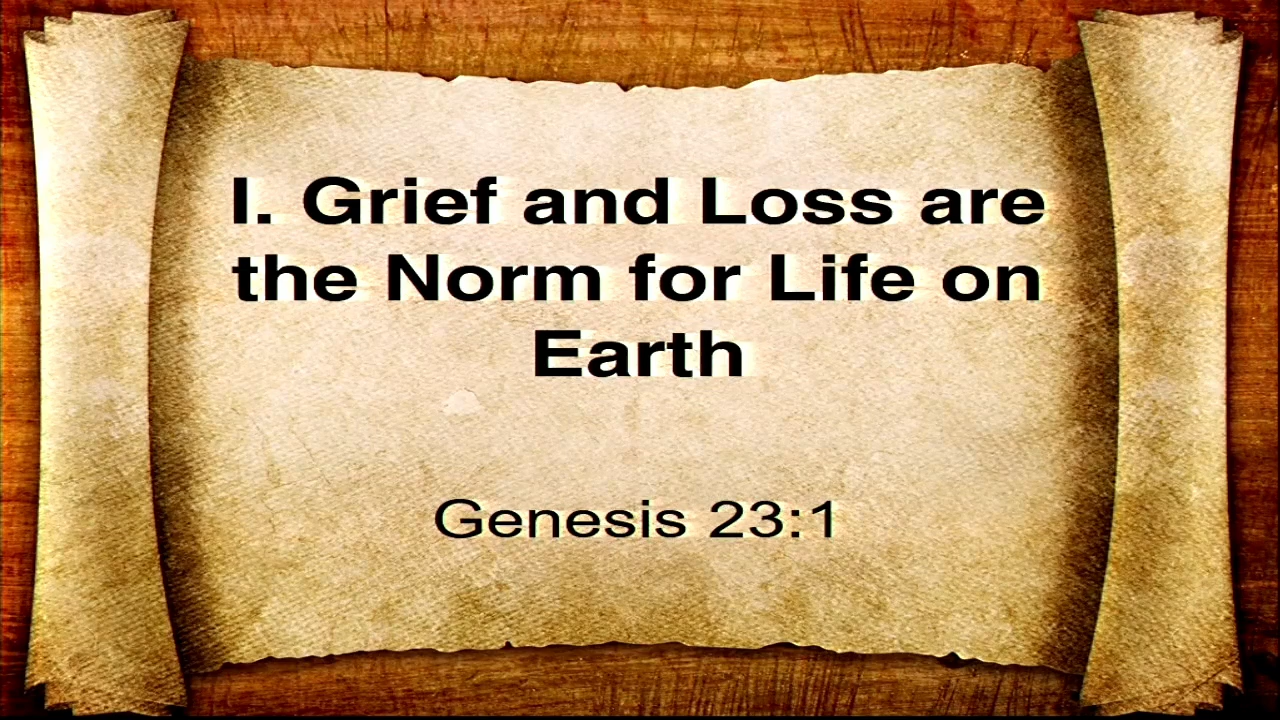 I. Grief and Loss are
the Norm for Life on
Earth
Genesis 23:1